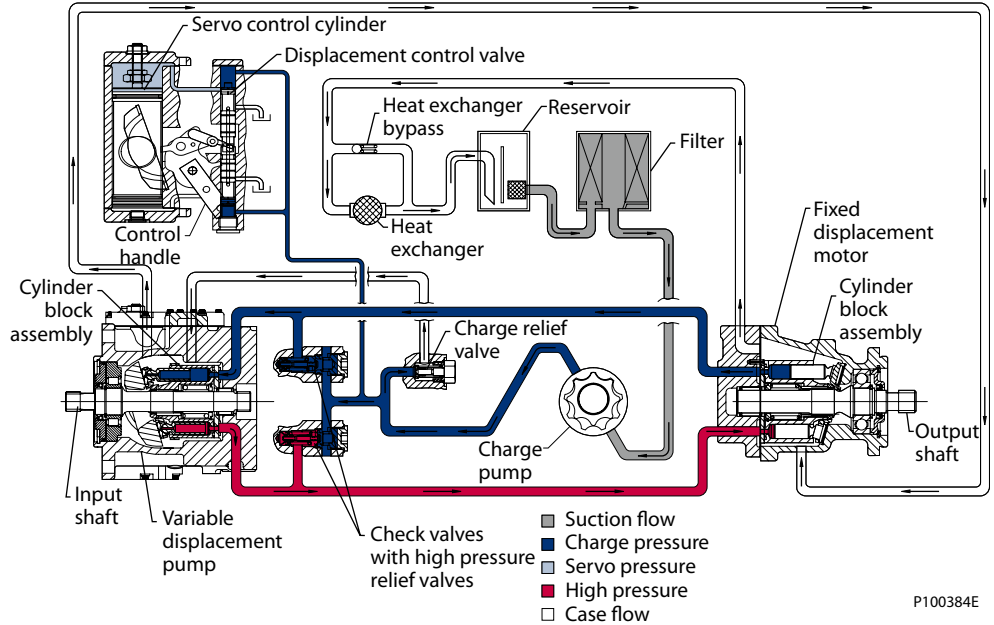 Servo control cylinder
Displacement control valve
Heat exchanger
bypass
Reservoir
Filter
Control
handle
Heat
exchanger
Fixed
displacement
motor
Cylinder
block
assembly
Cylinder
block
assembly
Charge relief
valve
Charge
pump
Output
shaft
Input
shaft
Variable
displacement
pump
Check valves
with high pressure
relief valves
Suction flow
Charge pressure
Servo pressure
High pressure
Case flow
P100384E